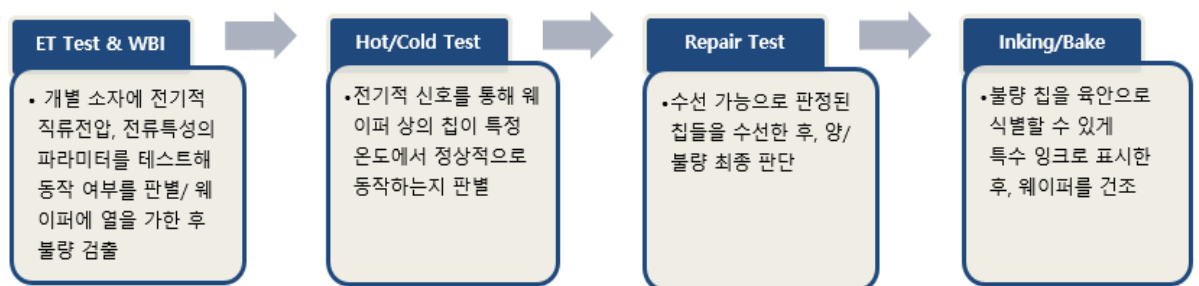 ET Test & WBI
• 개별 소자에 전기적
직류전압, 전류특성의
파라미터를 테스트해
동작 여부를 판별/ 웨
이퍼에 열을 가한 후
불량 검출
Hot/Cold Test
•전기적 신호를 통해 웨
이퍼 상의 칩이 특정
온도에서 정상적으로
동작하는지 판별
Repair Test
•수선 가능으로 판정된
칩들을 수선한 후, 양/
불량 최종 판단
Inking/Bake
•불량 칩을 육안으로
식별할 수 있게
특수 잉크로 표시한
후, 웨이퍼를 건조